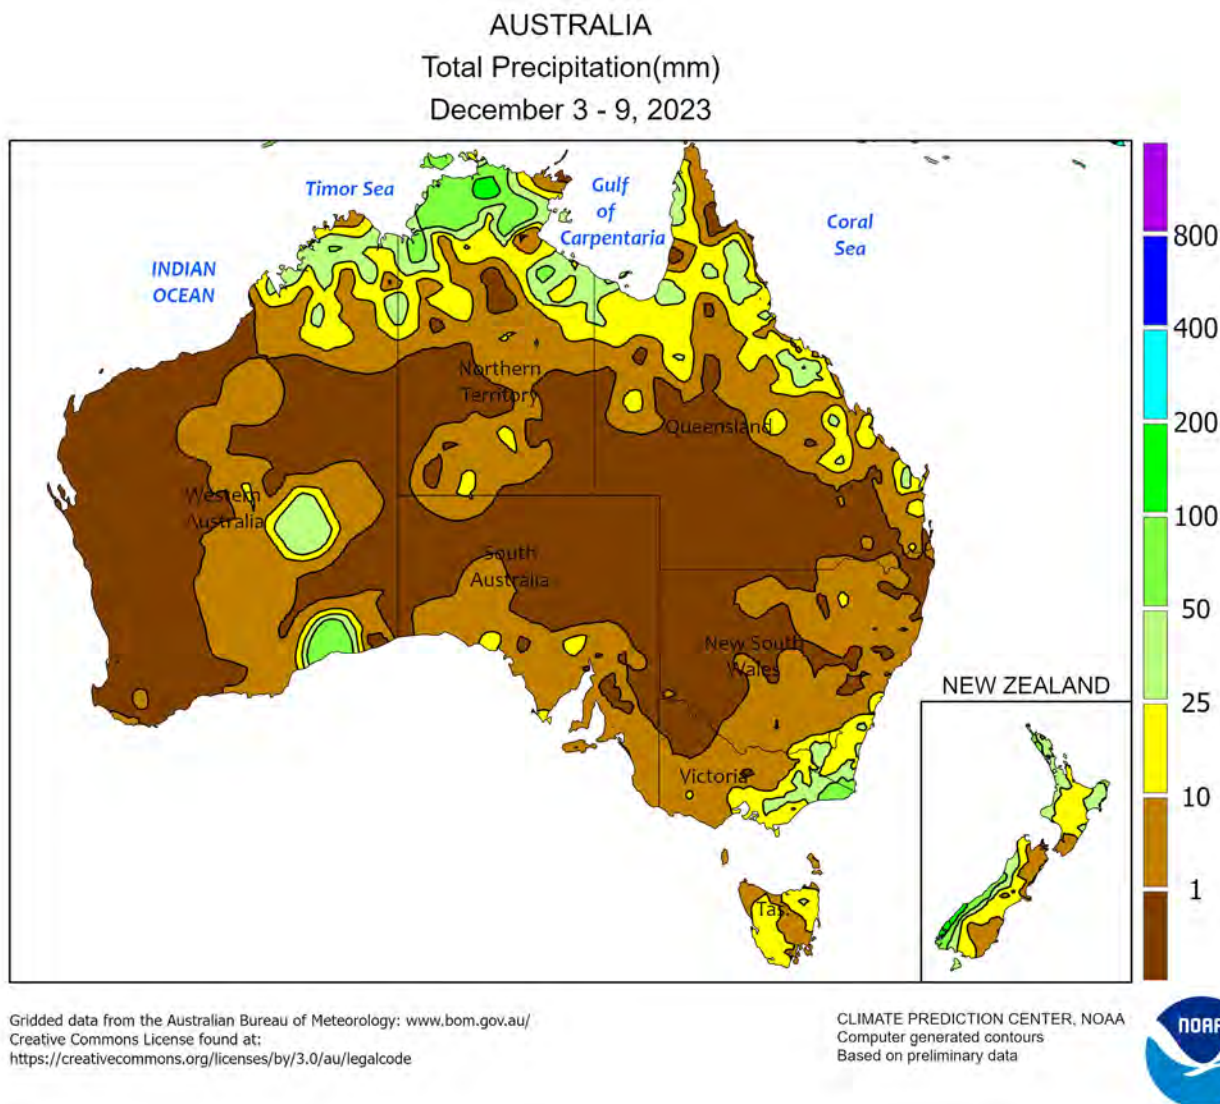 AUSTRALIA
Total Precipitation(mm)
December 3 - 9, 2023
Timor Sea
Gulf
of
Carpentaria
Coral
Sea
INDIAN
OCEAN
Northern
Territory
Queensland
Western
Australia
South
Australia
New South
Wales
Victoria
Tas.
NEW ZEALAND
800
400
200
100
50
25
10
1
Gridded data from the Australian Bureau of Meteorology: www.bom.gov.au/
Creative Commons License found at:
https://creativecommons.org/licenses/by/3.0/au/legalcode
CLIMATE PREDICTION CENTER, NOAA
Computer generated contours
Based on preliminary data